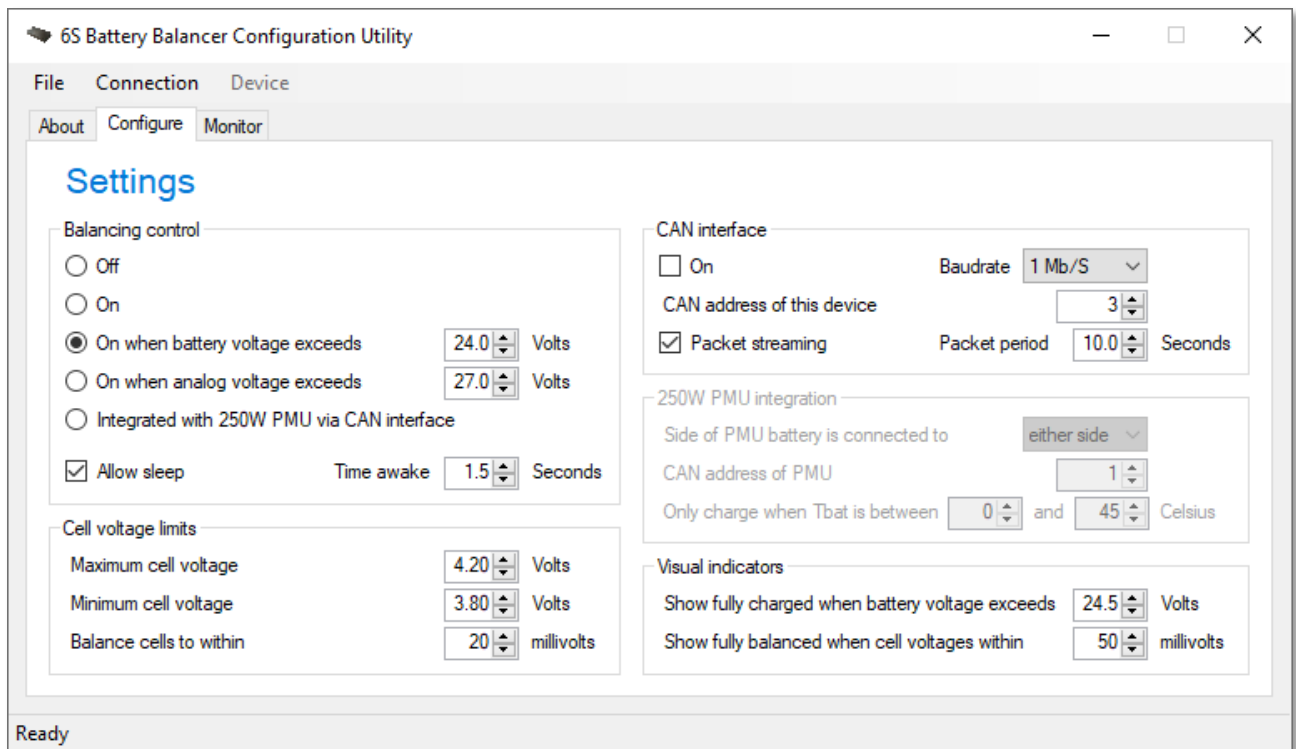 6S Battery Balancer Configuration Utility
File Connection Device
About Configure Monitor
Settings
Balancing control
Off
On
On when battery voltage exceeds 24.0 Volts
On when analog voltage exceeds 27.0 Volts
Integrated with 250W PMU via CAN interface
Allow sleep Time awake 1.5 Seconds
Cell voltage limits
Maximum cell voltage 4.20 Volts
Minimum cell voltage 3.80 Volts
Balance cells to within 20 millivolts
CAN interface
On Baudrate 1 Mb/S
CAN address of this device 3
Packet streaming Packet period 10.0 Seconds
250W PMU integration
Side of PMU battery is connected to either side
CAN address of PMU 1
Only charge when Tbat is between 0 and 45 Celsius
Visual indicators
Show fully charged when battery voltage exceeds 24.5 Volts
Show fully balanced when cell voltages within 50 millivolts
Ready